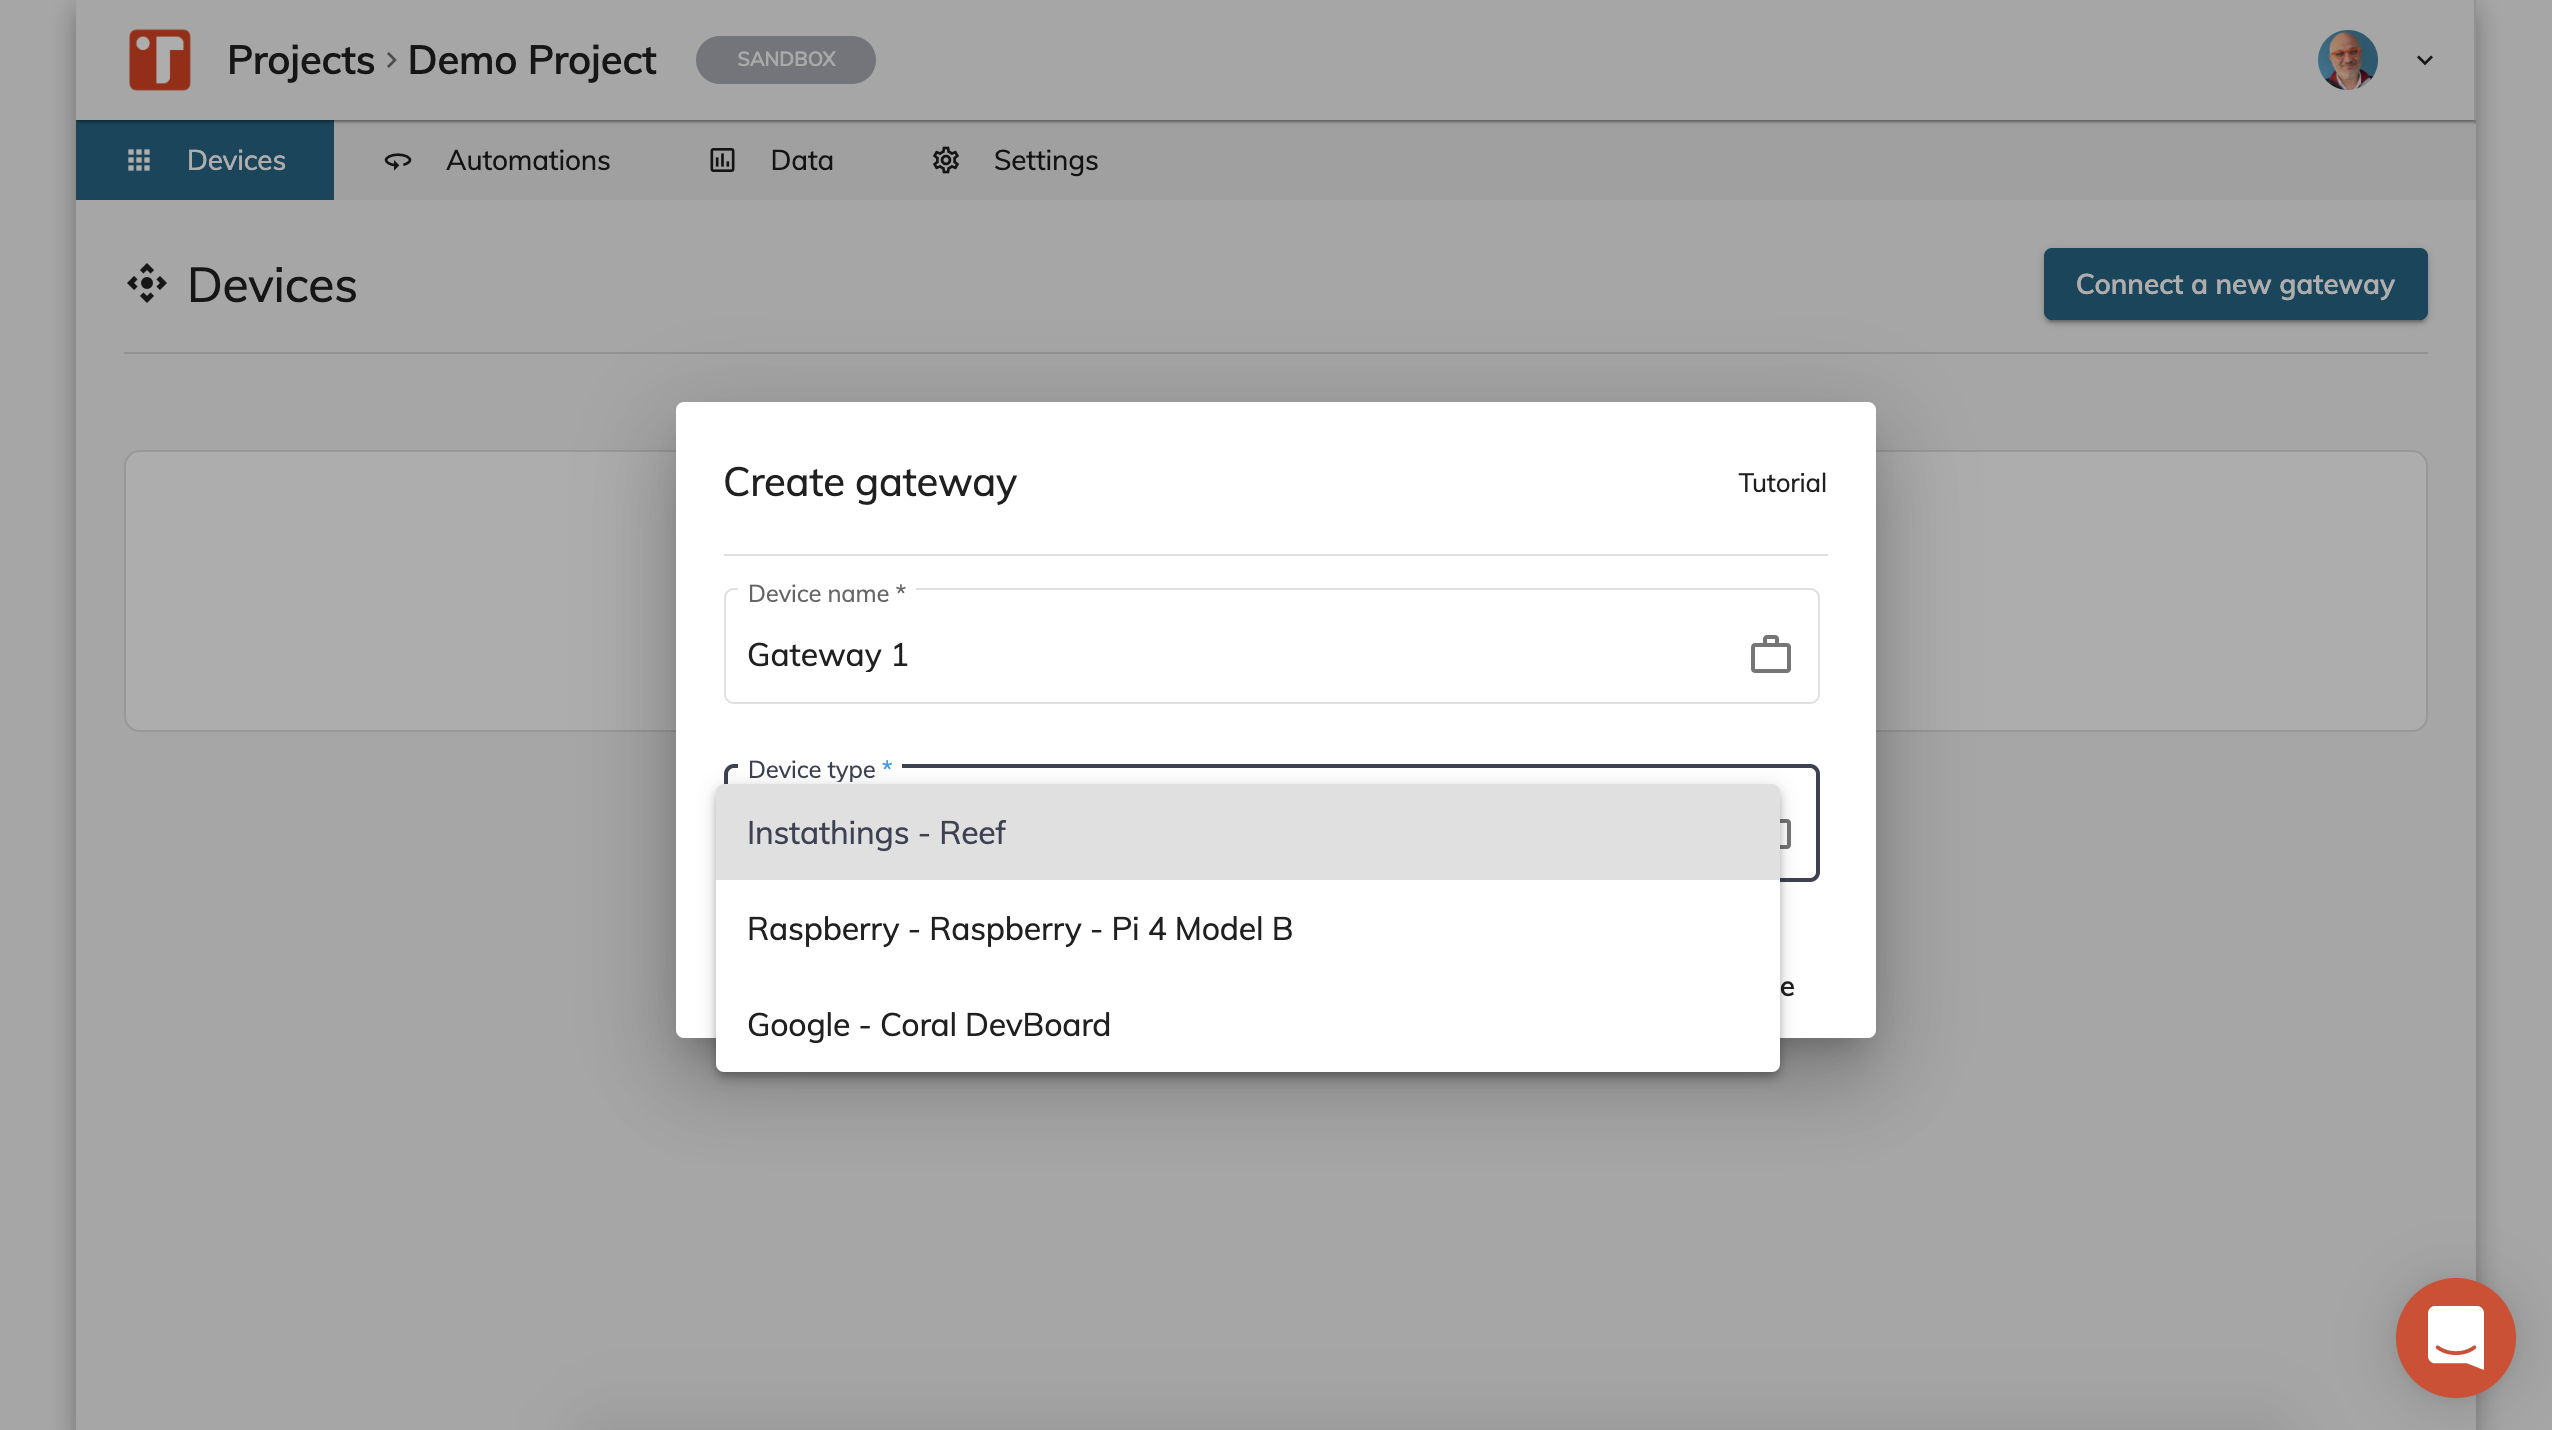 Projects > Demo Project SANDBOX
Devices Automations Data Settings
Devices Connect a new gateway
Create gateway Tutorial
Device name *
Gateway 1
Device type *
Instathings - Reef
Raspberry - Raspberry - Pi 4 Model B
e
Google - Coral DevBoard